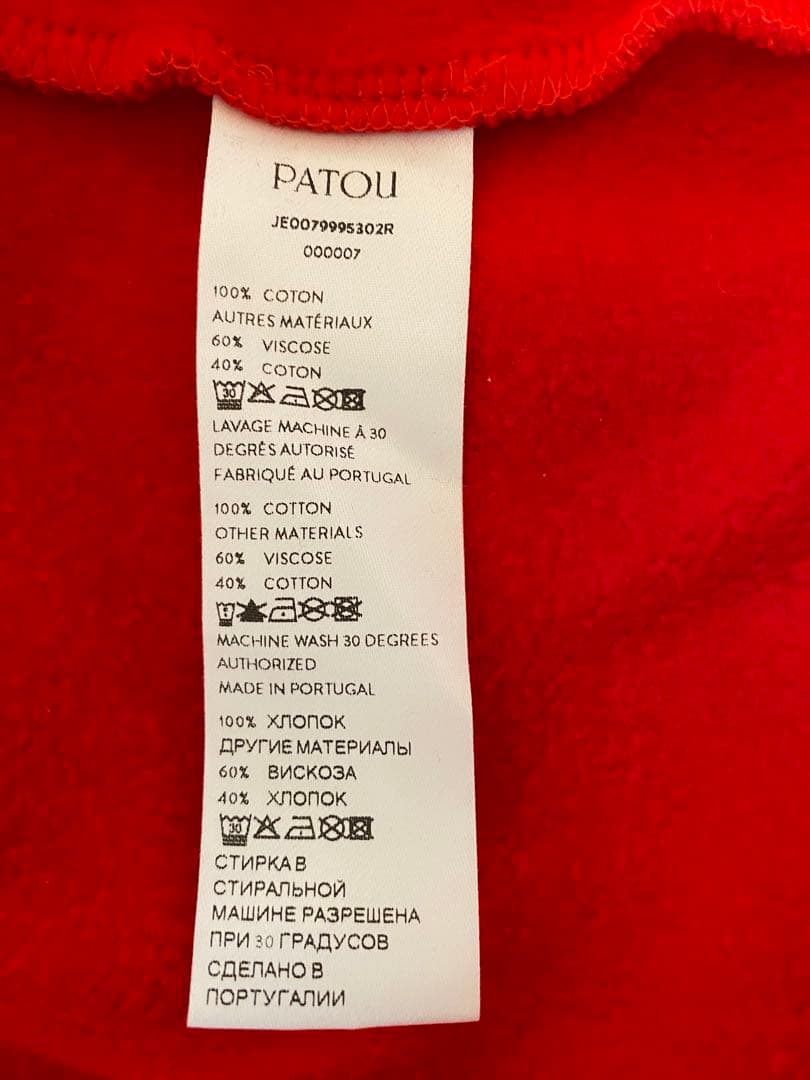 PATOU
JE0079995302R
000007
100% COTON
AUTRES MATÉRIAUX
60% VISCOSE
40% COTON
30
LAVAGE MACHINE À 30
DEGRÉS AUTORISÉ
FABRIQUÉ AU PORTUGAL
100% COTTON
OTHER MATERIALS
60% VISCOSE
40% COTTON
MACHINE WASH 30 DEGREES
AUTHORIZED
MADE IN PORTUGAL
100% ХЛОПОК
ДРУГИЕ МАТЕРИАЛЫ
60% ВИСКОЗА
40% ХЛОПОК
30
СТИРКА В
СТИРАЛЬНОЙ
МАШИНЕ РАЗРЕШЕНА
ПРИ 30 ГРАДУСОВ
СДЕЛАНО В
ПОРТУГАЛИИ